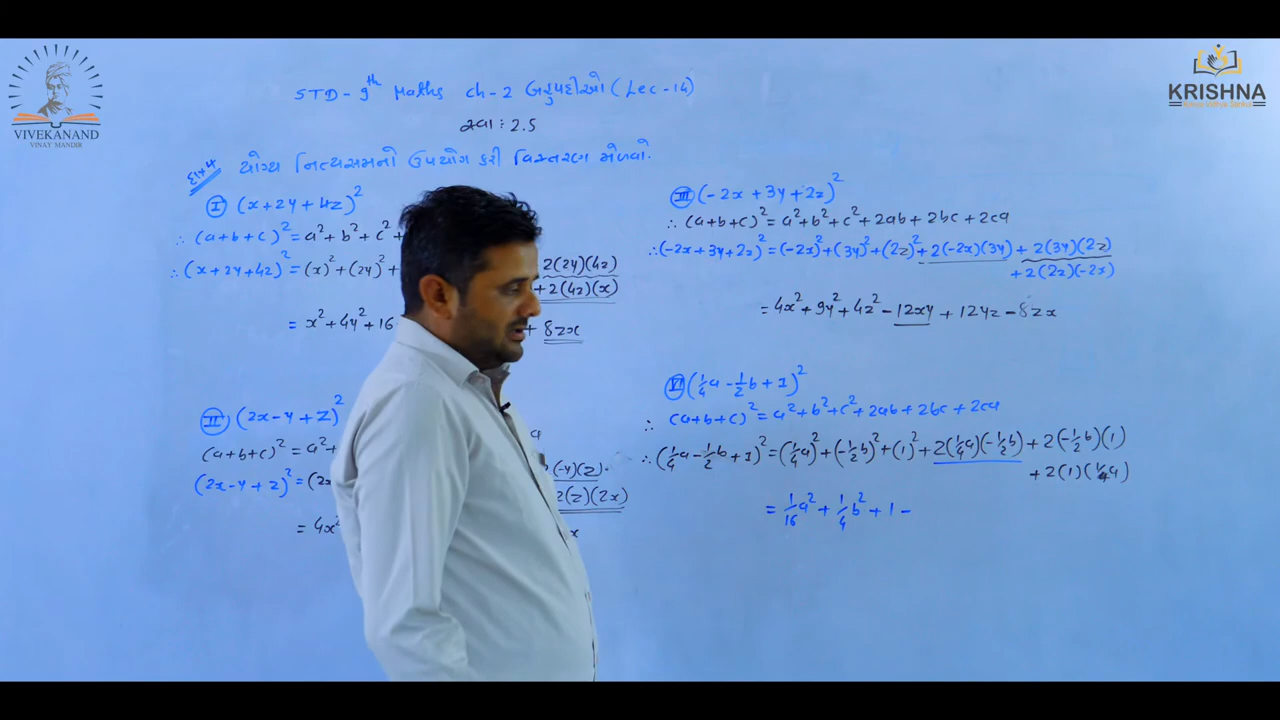 VIVEKANAND
VINAY MANDIR
KRISHNA
STD - 9th Maths ch-2 બહુપદીઓ (Lec-14)
સ્વા : 2.5
દાખ 4 યોગ્ય નિત્યસમનો ઉપયોગ કરી વિસ્તરણ મેળવો.
I (x+2y+4z)²
∴ (a+b+c)² = a²+b²+c²+
∴ (x+2y+4z)² = (x)²+(2y)²+ 2(2y)(4z)
+2(4z)(x)
= x²+4y²+16 + 8zx
II (2x-y+z)²
(a+b+c)² = a²+
(2x-y+z)² = (2x (-y)(z)
2(z)(2x)
= 4x² x
III (-2x+3y+2z)²
∴ (a+b+c)² = a²+b²+c²+2ab+2bc+2ca
∴ (-2x+3y+2z)² = (-2x)²+(3y)²+(2z)²+2(-2x)(3y)+2(3y)(2z)
+2(2z)(-2x)
= 4x²+9y²+4z²-12xy+12yz-8zx
VI (1/4a-1/2b+1)²
∴ (a+b+c)² = a²+b²+c²+2ab+2bc+2ca
∴ (1/4a-1/2b+1)² = (1/4a)²+(-1/2b)²+(1)²+2(1/4a)(-1/2b)+2(-1/2b)(1)
+2(1)(1/4a)
= 1/16a²+1/4b²+1-